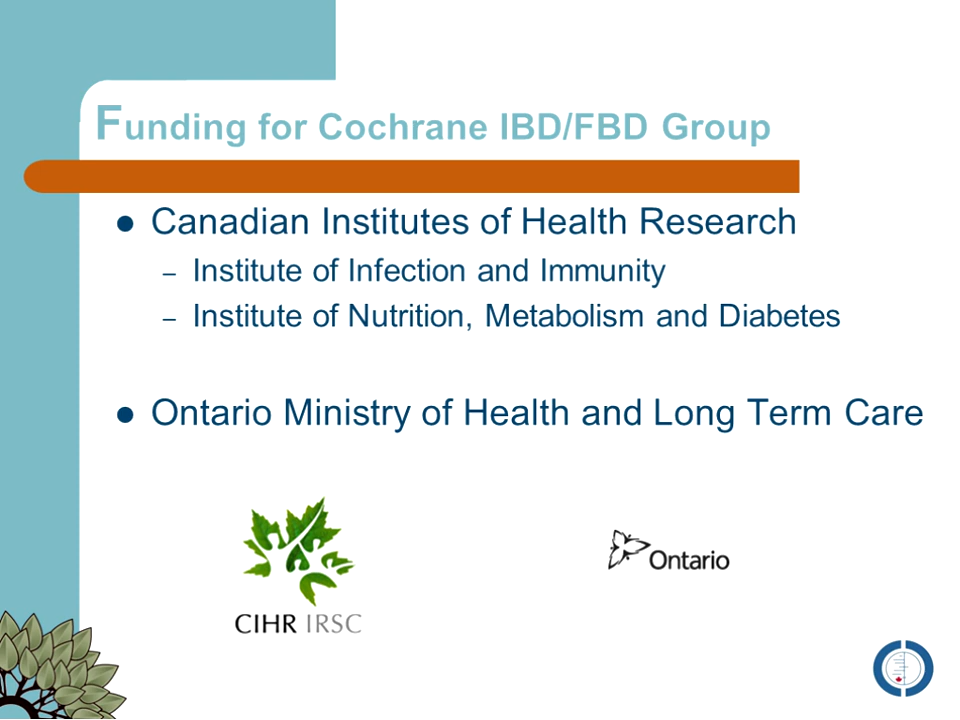 Funding for Cochrane IBD/FBD Group
● Canadian Institutes of Health Research
– Institute of Infection and Immunity
– Institute of Nutrition, Metabolism and Diabetes
● Ontario Ministry of Health and Long Term Care
CIHR IRSC
Ontario